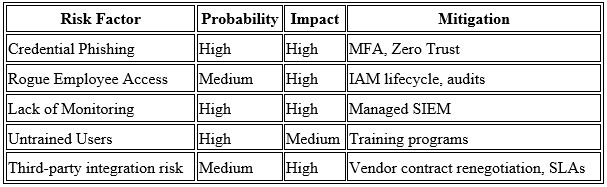 Risk Factor Probability Impact Mitigation
Credential Phishing High High MFA, Zero Trust
Rogue Employee Access Medium High IAM lifecycle, audits
Lack of Monitoring High High Managed SIEM
Untrained Users High Medium Training programs
Third-party integration risk Medium High Vendor contract renegotiation, SLAs